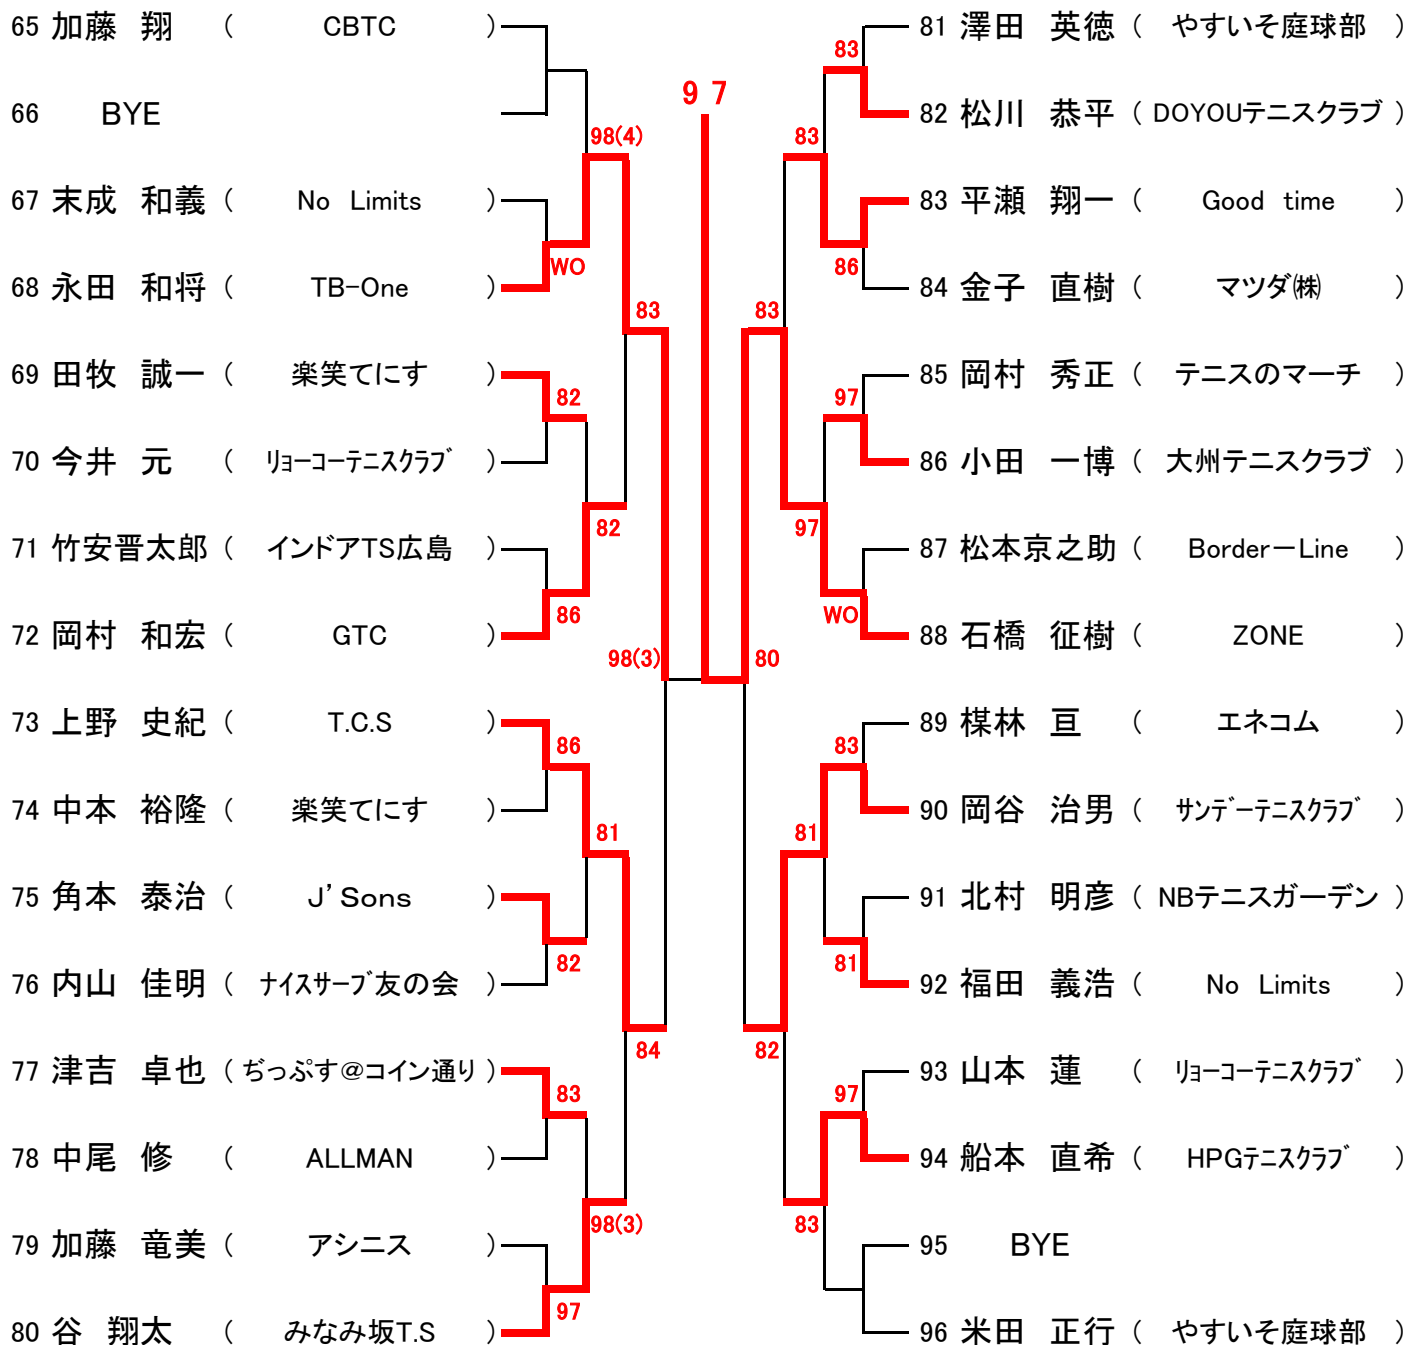 65 加藤 翔 ( CBTC )
66 BYE
67 末成 和義 ( No Limits )
68 永田 和将 ( TB-One )
69 田牧 誠一 ( 楽笑てにす )
70 今井 元 ( ﾘｮｰｺｰﾃﾆｽｸﾗﾌﾞ )
71 竹安晋太郎 ( インドアTS広島 )
72 岡村 和宏 ( GTC )
73 上野 史紀 ( T.C.S )
74 中本 裕隆 ( 楽笑てにす )
75 角本 泰治 ( J’Sons )
76 内山 佳明 ( ﾅｲｽｻｰﾌﾞ友の会 )
77 津吉 卓也 ( ぢっぷす@コイン通り )
78 中尾 修 ( ALLMAN )
79 加藤 竜美 ( アシニス )
80 谷 翔太 ( みなみ坂T.S )
WO
82
86
86
82
83
97
98(4)
82
81
98(3)
83
84
98(3)
9 7
80
83
82
83
97
81
83
83
86
97
WO
83
81
97
81 澤田 英徳 ( やすいそ庭球部 )
82 松川 恭平 ( DOYOUテニスクラブ )
83 平瀬 翔一 ( Good time )
84 金子 直樹 ( マツダ㈱ )
85 岡村 秀正 ( テニスのマーチ )
86 小田 一博 ( 大州テニスクラブ )
87 松本京之助 ( Border－Line )
88 石橋 征樹 ( ZONE )
89 楳林 亘 ( エネコム )
90 岡谷 治男 ( ｻﾝﾃﾞｰﾃﾆｽｸﾗﾌﾞ )
91 北村 明彦 ( NBテニスガーデン )
92 福田 義浩 ( No Limits )
93 山本 蓮 ( ﾘｮｰｺｰﾃﾆｽｸﾗﾌﾞ )
94 船本 直希 ( HPGﾃﾆｽｸﾗﾌﾞ )
95 BYE
96 米田 正行 ( やすいそ庭球部 )